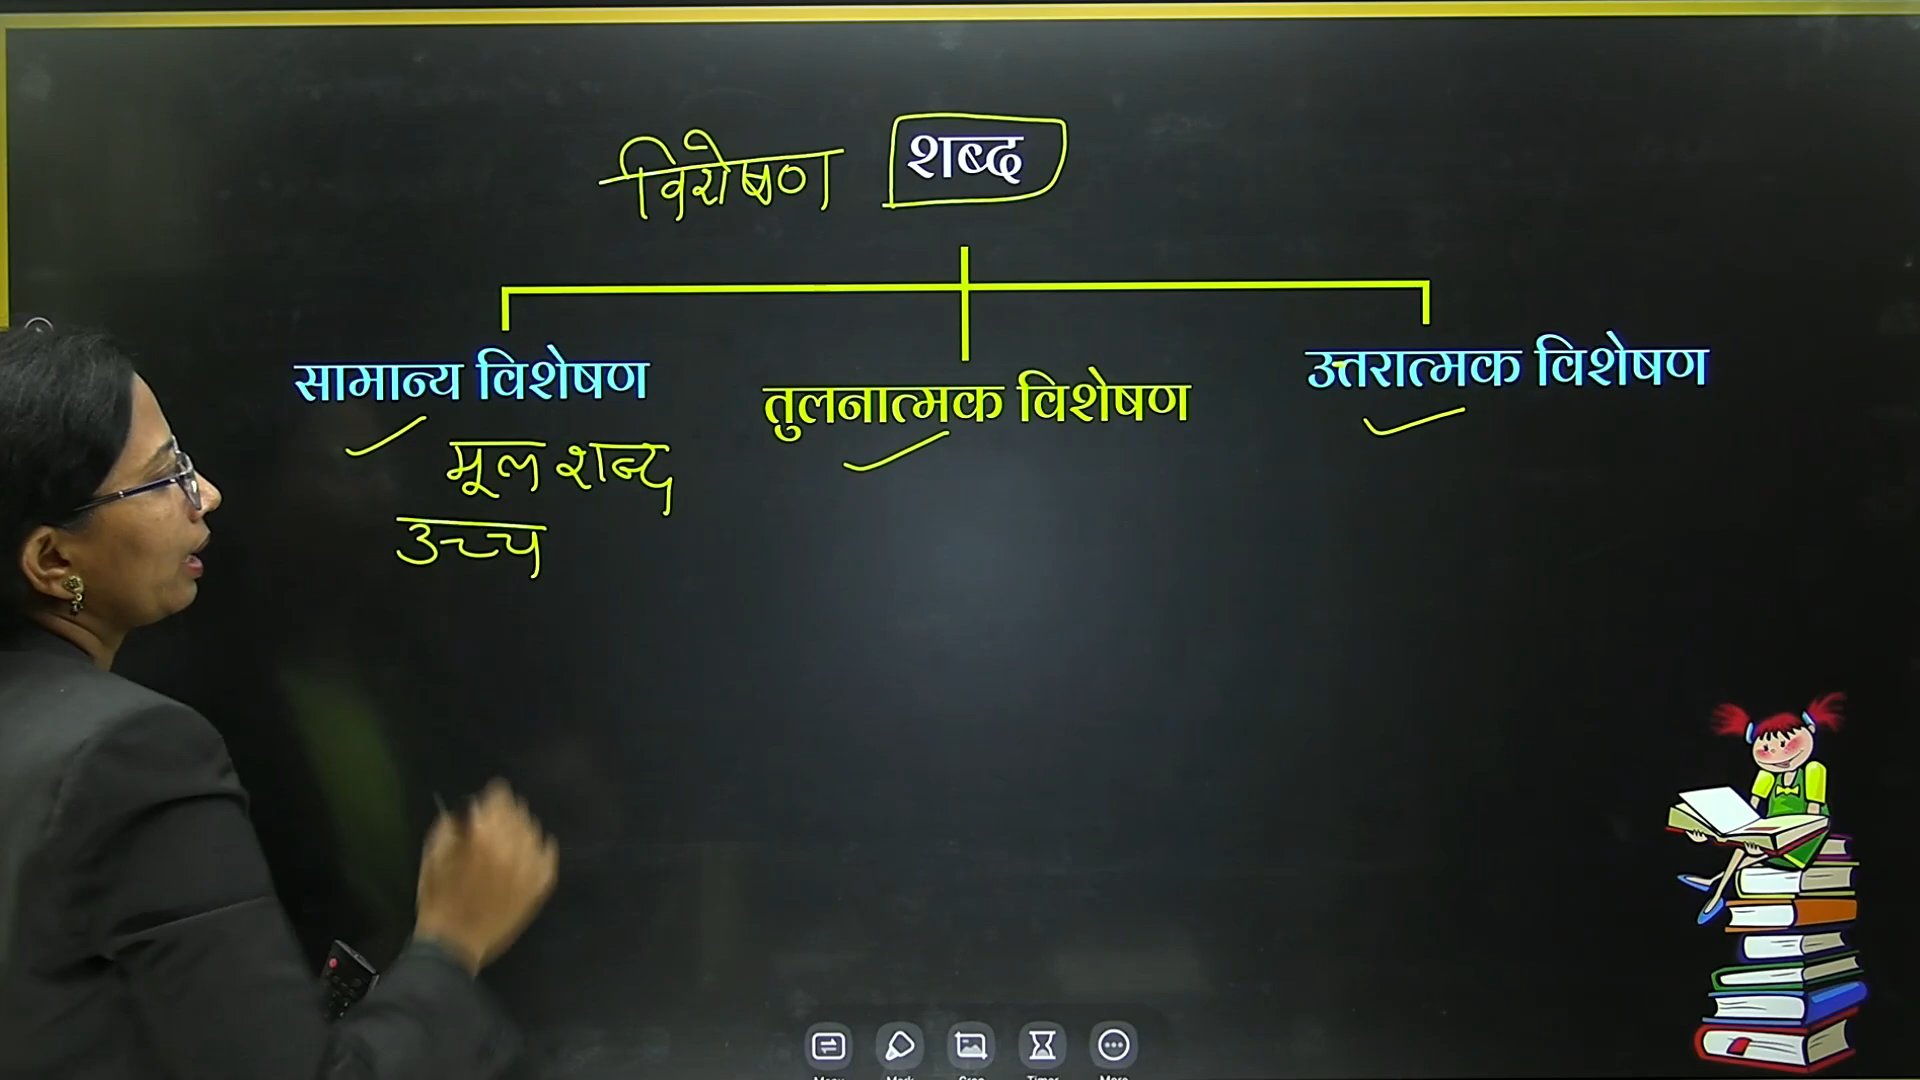 विशेषण शब्द
सामान्य विशेषण
तुलनात्मक विशेषण
उत्तरात्मक विशेषण
मूल शब्द
उच्च